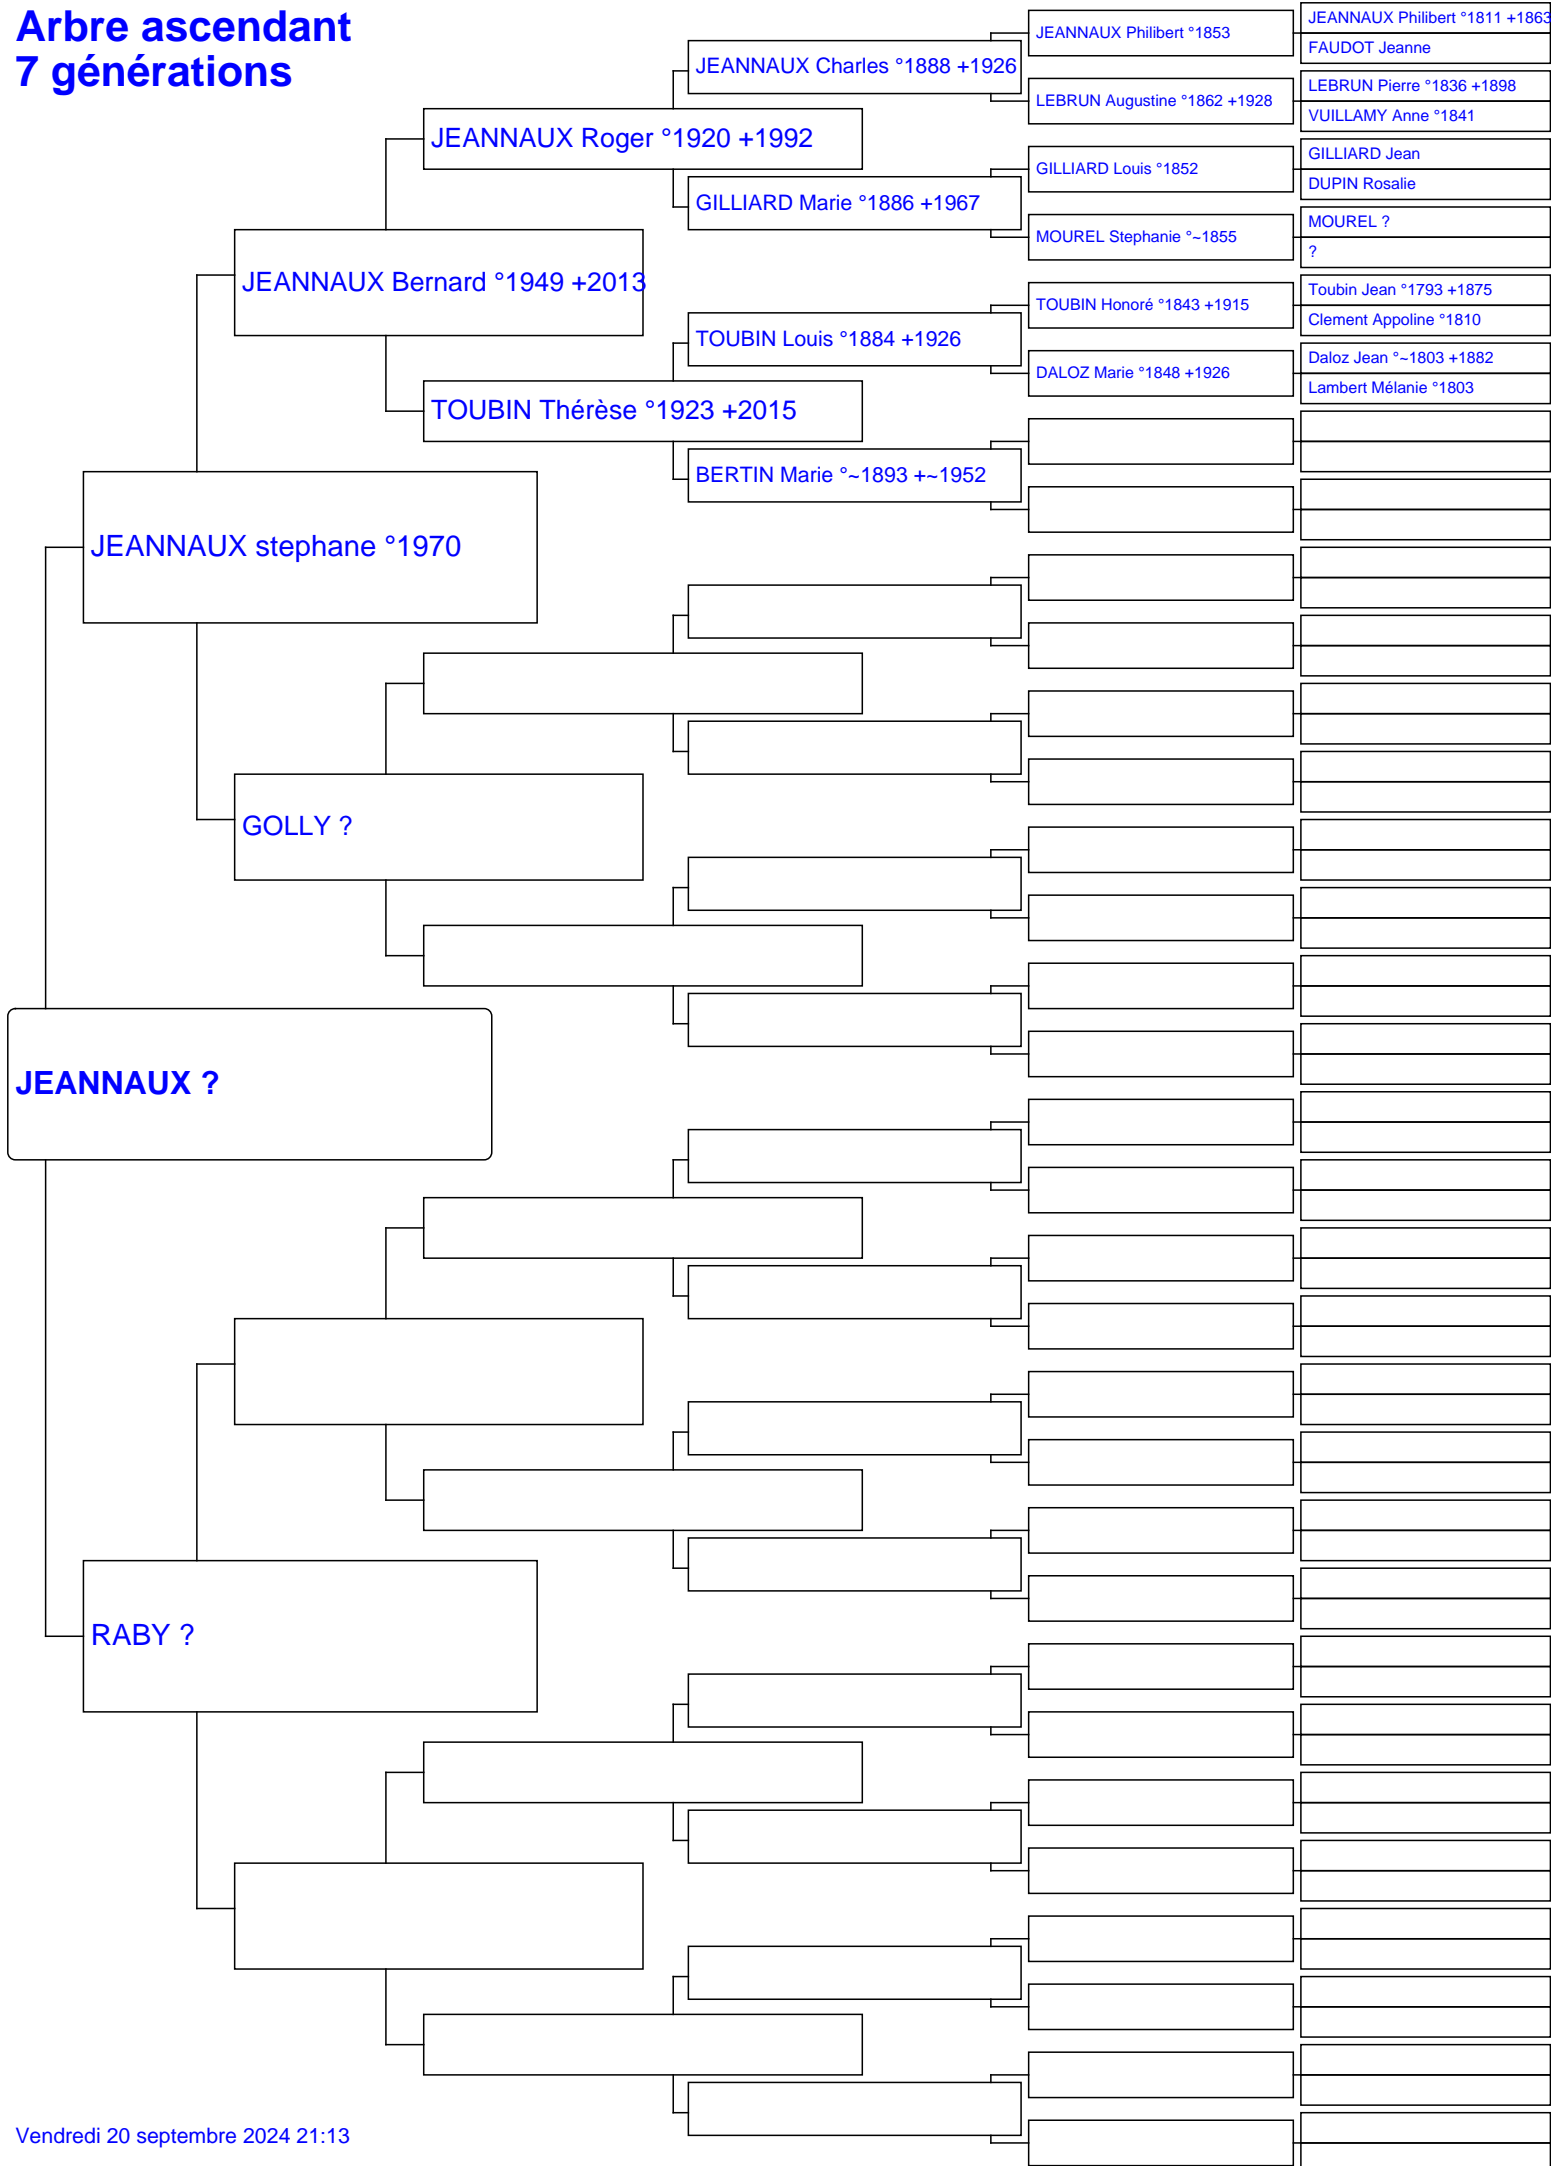 Arbre ascendant
7 générations
JEANNAUX Philibert °1811 +1863
JEANNAUX Philibert °1853
FAUDOT Jeanne
JEANNAUX Charles °1888 +1926
LEBRUN Pierre °1836 +1898
LEBRUN Augustine °1862 +1928
VUILLAMY Anne °1841
JEANNAUX Roger °1920 +1992
GILLIARD Jean
GILLIARD Louis °1852
DUPIN Rosalie
GILLIARD Marie °1886 +1967
MOUREL ?
MOUREL Stephanie °~1855
?
JEANNAUX Bernard °1949 +2013
Toubin Jean °1793 +1875
TOUBIN Honoré °1843 +1915
Clement Appoline °1810
TOUBIN Louis °1884 +1926
Daloz Jean °~1803 +1882
DALOZ Marie °1848 +1926
Lambert Mélanie °1803
TOUBIN Thérèse °1923 +2015
BERTIN Marie °~1893 +~1952
JEANNAUX stephane °1970
GOLLY ?
JEANNAUX ?
RABY ?
Vendredi 20 septembre 2024 21:13